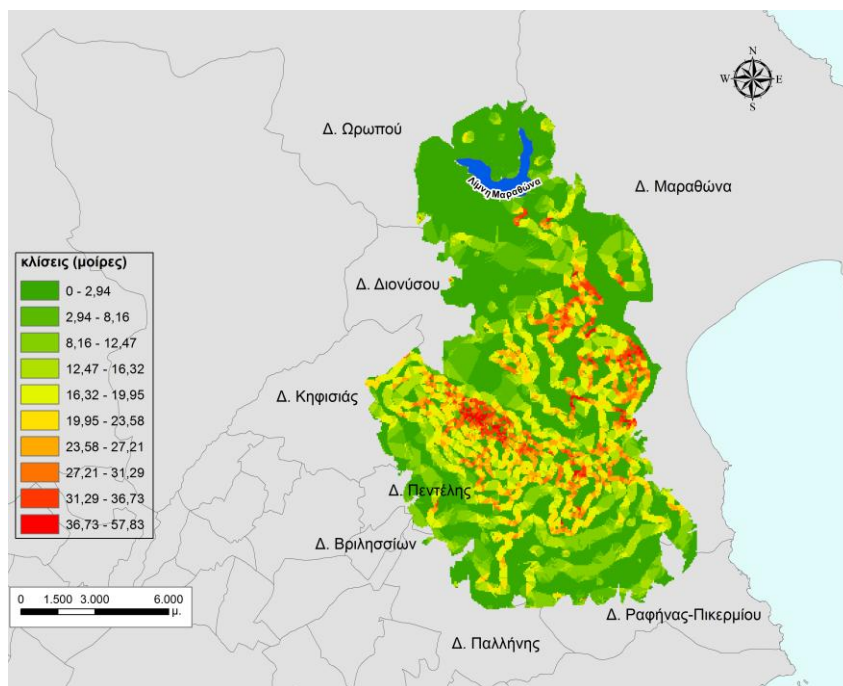 N
W E
S
Δ. Ωρωπού
Λίμνη Μαραθώνα
Δ. Μαραθώνα
κλίσεις (μοίρες)
0 - 2,94
2,94 - 8,16
8,16 - 12,47
12,47 - 16,32
16,32 - 19,95
19,95 - 23,58
23,58 - 27,21
27,21 - 31,29
31,29 - 36,73
36,73 - 57,83
Δ. Διονύσου
Δ. Κηφισιάς
Δ. Πεντέλης
Δ. Βριλησσίων
0 1.500 3.000 6.000
μ.
Δ. Ραφήνας-Πικερμίου
Δ. Παλλήνης